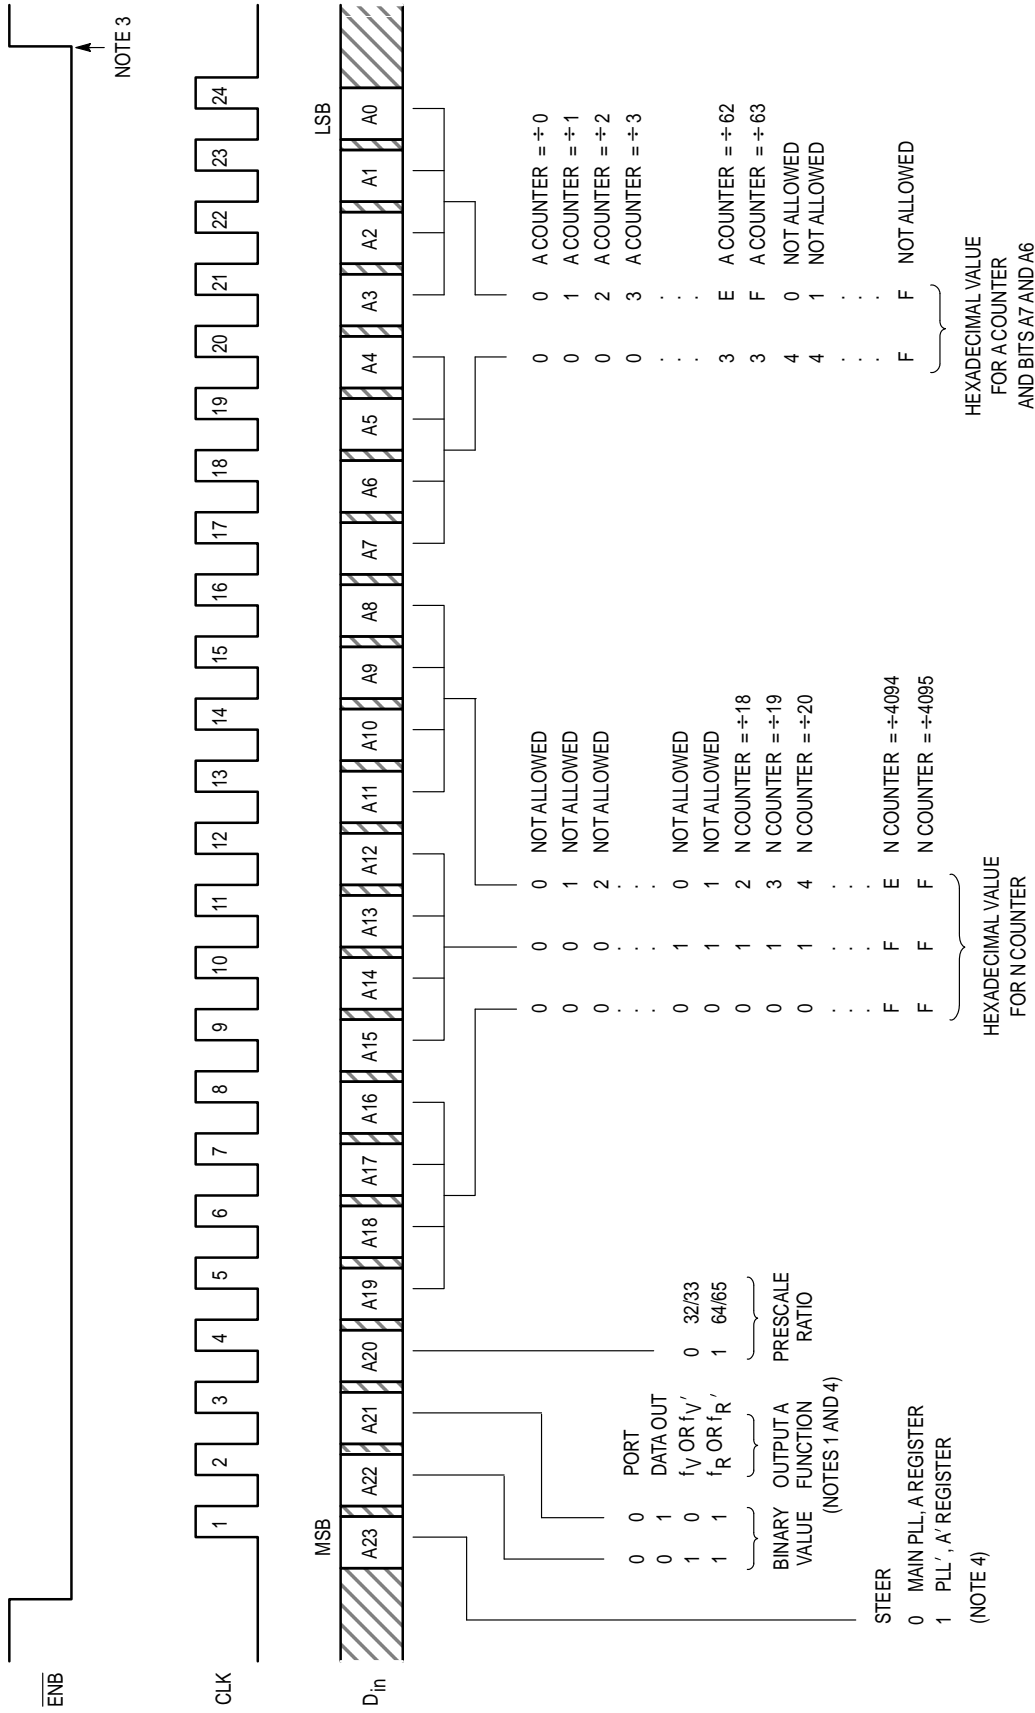 ENB
NOTE 3
CLK
1 2 3 4 5 6 7 8 9 10 11 12 13 14 15 16 17 18 19 20 21 22 23 24
MSB
LSB
Din
A23 A22 A21 A20 A19 A18 A17 A16 A15 A14 A13 A12 A11 A10 A9 A8 A7 A6 A5 A4 A3 A2 A1 A0
STEER
0 MAIN PLL, A REGISTER
1 PLL′, A′ REGISTER
(NOTE 4)
0 0 PORT
0 1 DATA OUT
1 0 fV OR fV′
1 1 fR OR fR′
BINARY
VALUE
OUTPUT A
FUNCTION
(NOTES 1 AND 4)
0 32/33
1 64/65
PRESCALE
RATIO
0 0 0 NOT ALLOWED
0 0 1 NOT ALLOWED
0 0 2 NOT ALLOWED
. . .
. . .
. . .
0 1 0 NOT ALLOWED
0 1 1 NOT ALLOWED
0 1 2 N COUNTER = ÷18
0 1 3 N COUNTER = ÷19
0 1 4 N COUNTER = ÷20
. . .
. . .
. . .
F F E N COUNTER = ÷4094
F F F N COUNTER = ÷4095
HEXADECIMAL VALUE
FOR N COUNTER
0 0 A COUNTER = ÷0
0 1 A COUNTER = ÷1
0 2 A COUNTER = ÷2
0 3 A COUNTER = ÷3
. .
. .
. .
3 E A COUNTER = ÷62
3 F A COUNTER = ÷63
4 0 NOT ALLOWED
4 1 NOT ALLOWED
. .
. .
. .
F F NOT ALLOWED
HEXADECIMAL VALUE
FOR A COUNTER
AND BITS A7 AND A6